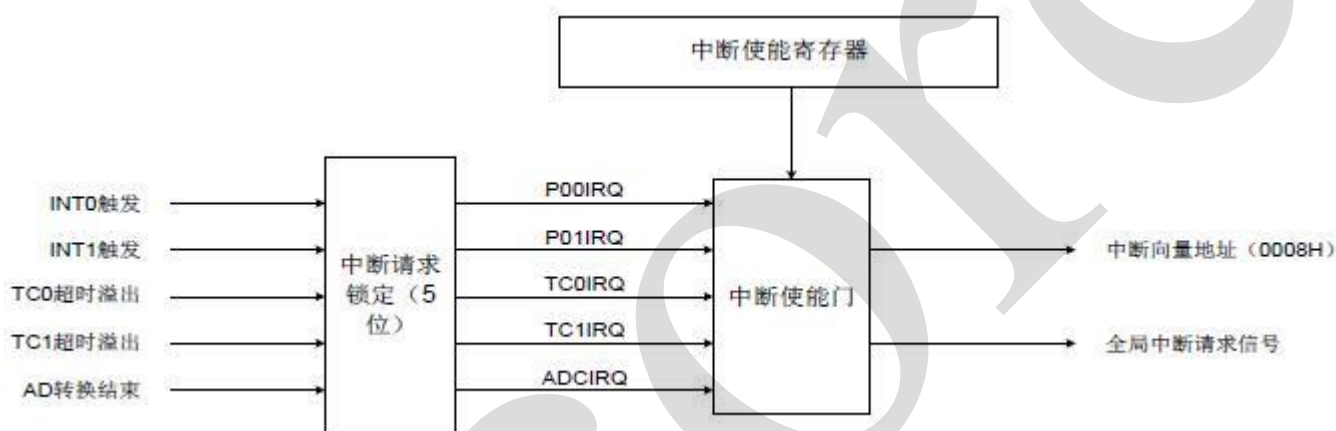 中断使能寄存器
INT0触发
INT1触发
TC0超时溢出
TC1超时溢出
AD转换结束
中断请求
锁定（5
位）
P00IRQ
P01IRQ
TC0IRQ
TC1IRQ
ADCIRQ
中断使能门
中断向量地址（0008H）
全局中断请求信号